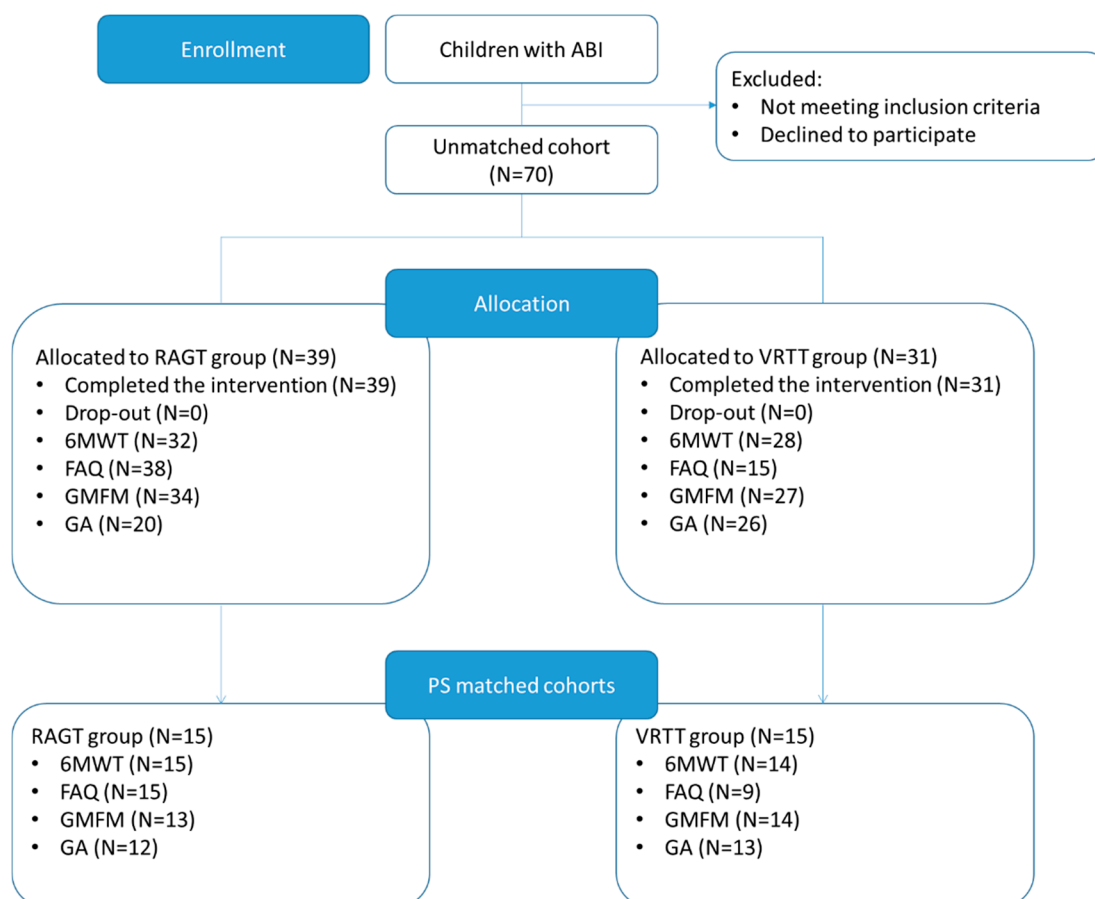 Enrollment
Children with ABI
Excluded:
• Not meeting inclusion criteria
• Declined to participate
Unmatched cohort
(N=70)
Allocation
Allocated to RAGT group (N=39)
• Completed the intervention (N=39)
• Drop-out (N=0)
• 6MWT (N=32)
• FAQ (N=38)
• GMFM (N=34)
• GA (N=20)
Allocated to VRTT group (N=31)
• Completed the intervention (N=31)
• Drop-out (N=0)
• 6MWT (N=28)
• FAQ (N=15)
• GMFM (N=27)
• GA (N=26)
PS matched cohorts
RAGT group (N=15)
• 6MWT (N=15)
• FAQ (N=15)
• GMFM (N=13)
• GA (N=12)
VRTT group (N=15)
• 6MWT (N=14)
• FAQ (N=9)
• GMFM (N=14)
• GA (N=13)